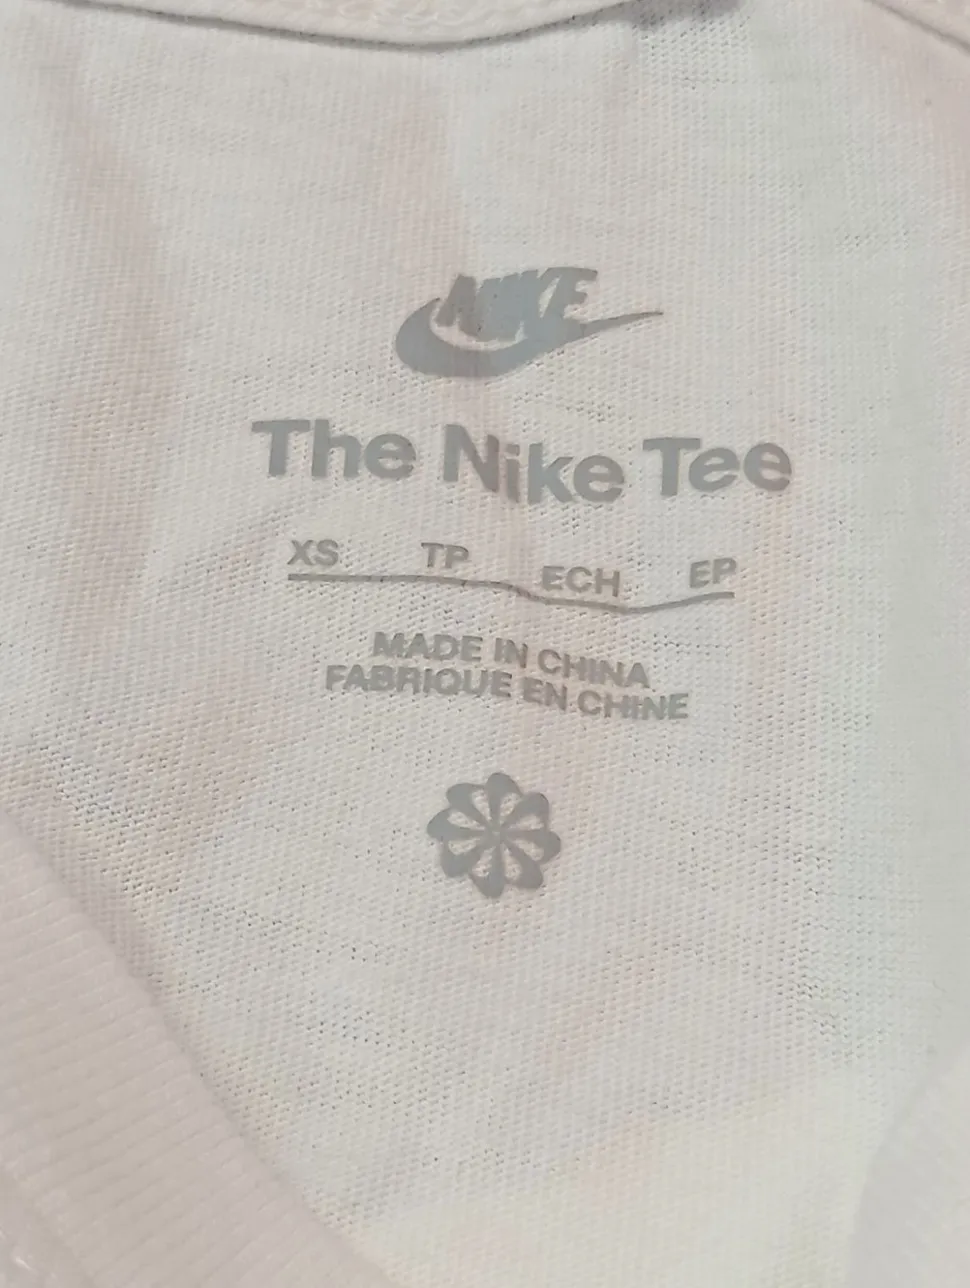 NIKE
The Nike Tee
XS TP ECH EP
MADE IN CHINA
FABRIQUE EN CHINE